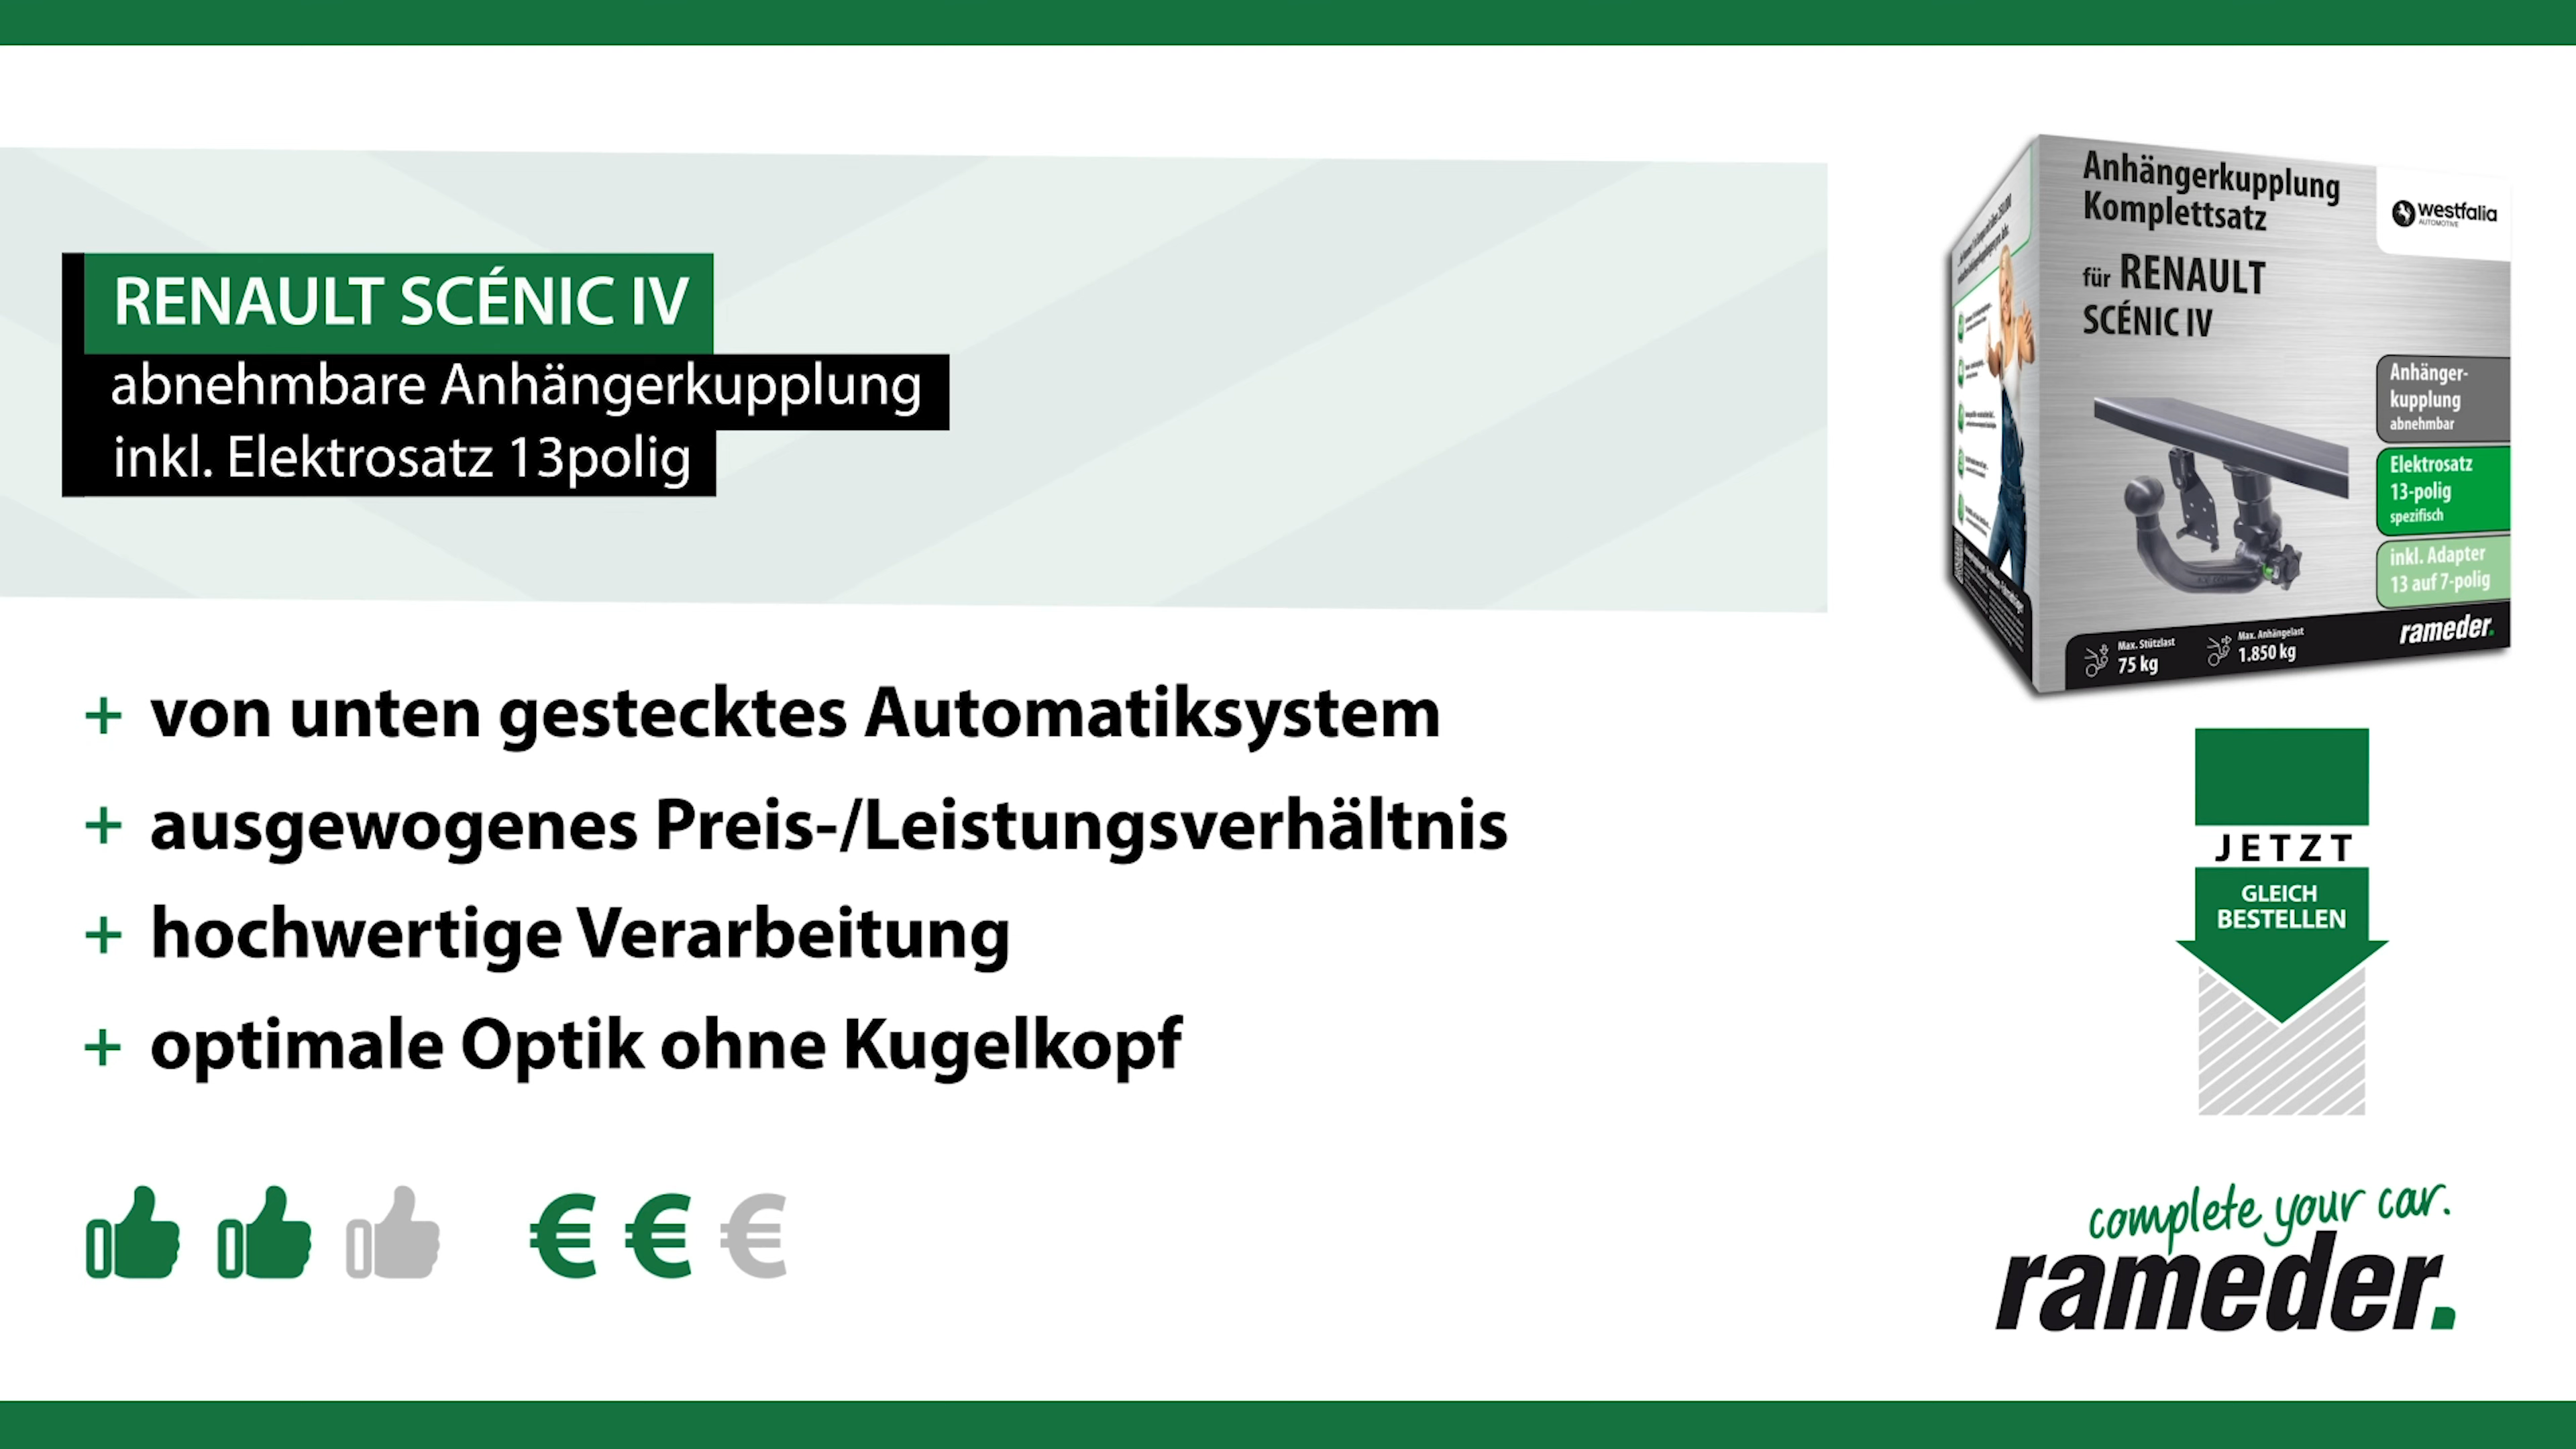 RENAULT SCÉNIC IV
abnehmbare Anhängerkupplung
inkl. Elektrosatz 13polig
+ von unten gestecktes Automatiksystem
+ ausgewogenes Preis-/Leistungsverhältnis
+ hochwertige Verarbeitung
+ optimale Optik ohne Kugelkopf
€ € €
Anhängerkupplung
Komplettsatz
für RENAULT
SCÉNIC IV
westfalia
AUTOMOTIVE
Anhänger-
kupplung
abnehmbar
Elektrosatz
13-polig
spezifisch
inkl. Adapter
13 auf 7-polig
Max. Stützlast
75 kg
Max. Anhängelast
1.850 kg
rameder.
JETZT
GLEICH
BESTELLEN
complete your car.
rameder.